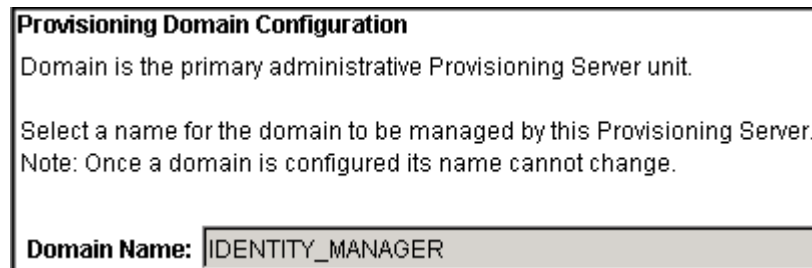 Provisioning Domain Configuration
Domain is the primary administrative Provisioning Server unit.
Select a name for the domain to be managed by this Provisioning Server.
Note: Once a domain is configured its name cannot change.
Domain Name: IDENTITY_MANAGER